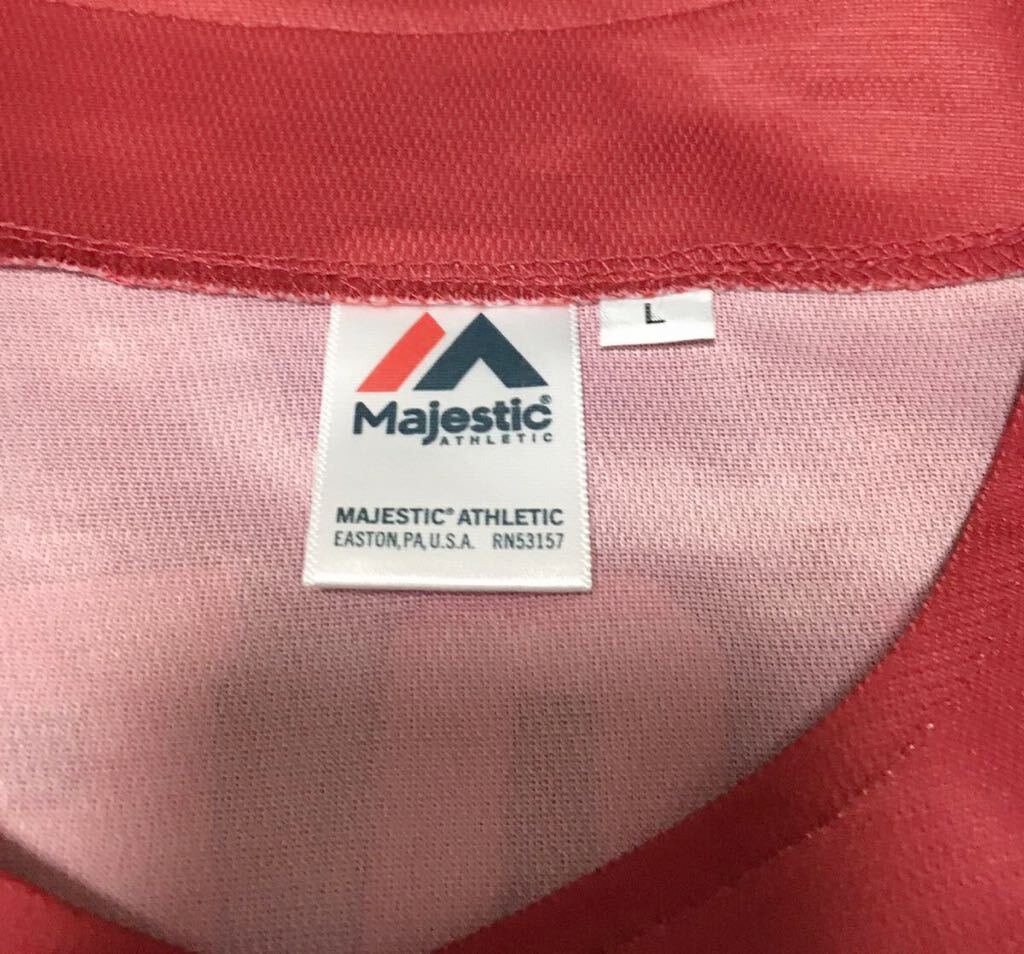 L
Majestic®
ATHLETIC
MAJESTIC® ATHLETIC
EASTON, PA, U.S.A. RN53157